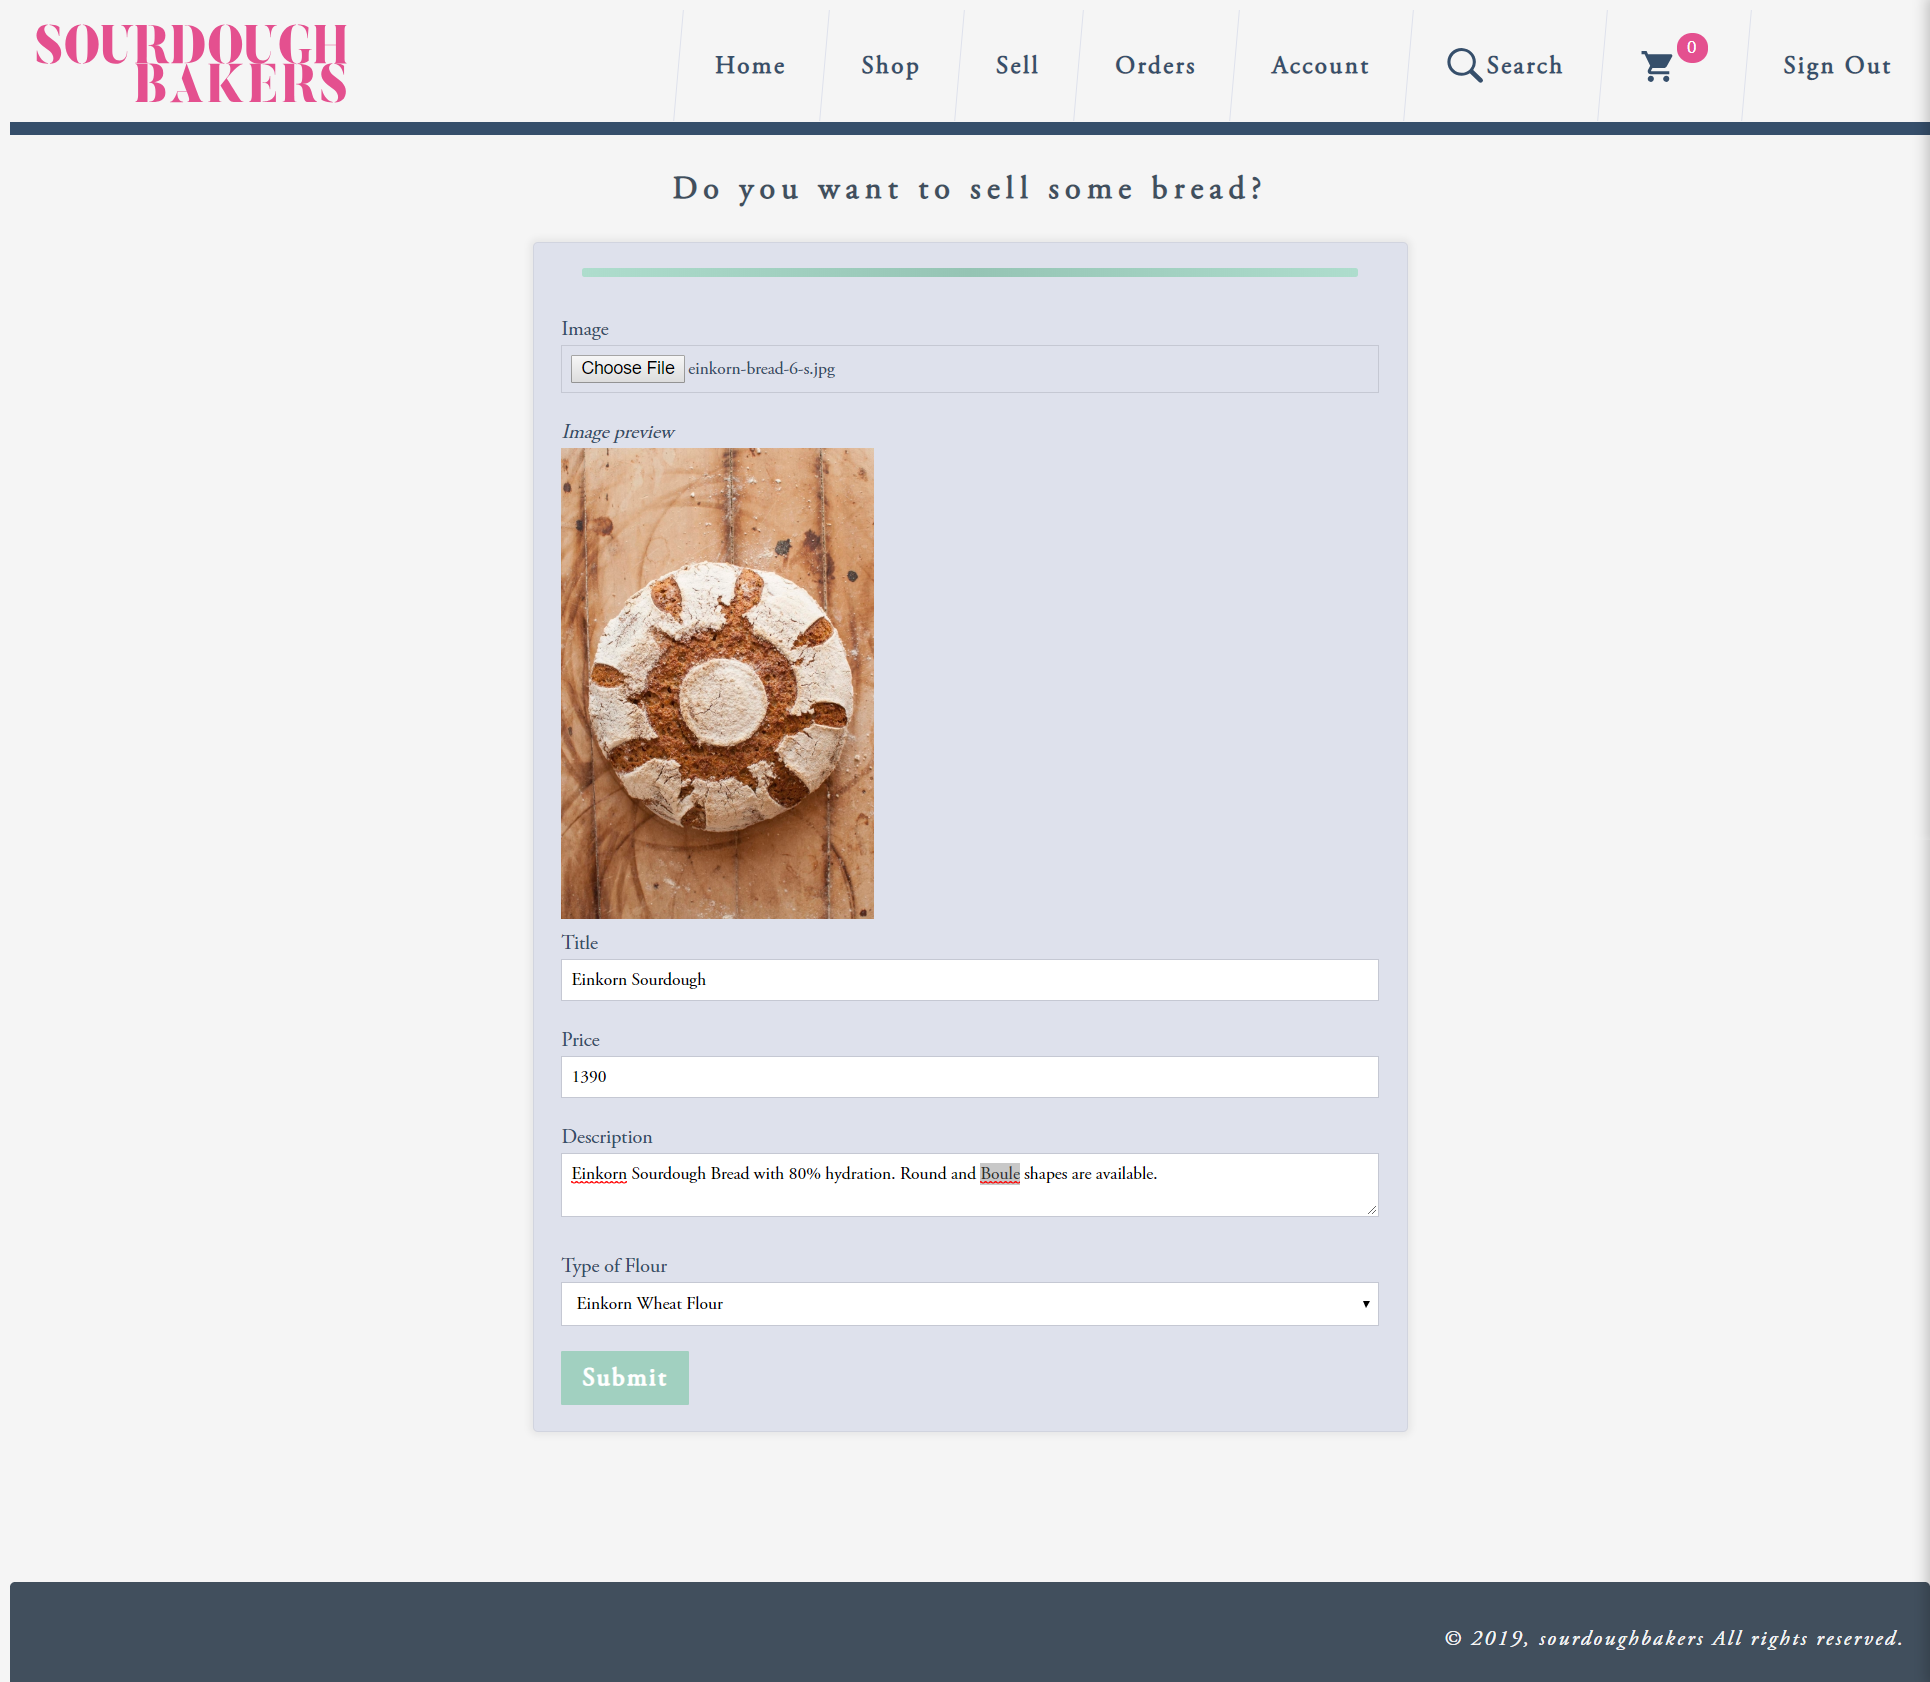 SOURDOUGH
BAKERS
Home
Shop
Sell
Orders
Account
Search
0
Sign Out
Do you want to sell some bread?
Image
Choose File einkorn-bread-6-s.jpg
Image preview
Title
Einkorn Sourdough
Price
1390
Description
Einkorn Sourdough Bread with 80% hydration. Round and Boule shapes are available.
Type of Flour
Einkorn Wheat Flour
Submit
© 2019, sourdoughbakers All rights reserved.